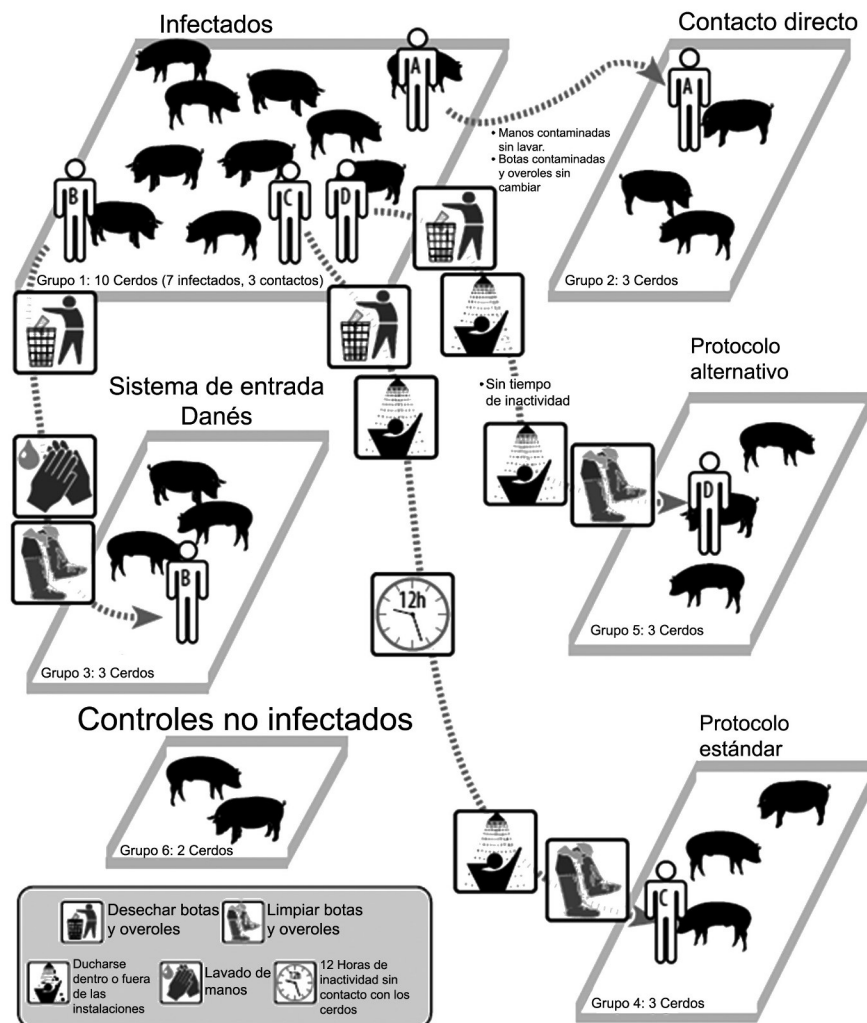 Infectados
Contacto directo
A
A
• Manos contaminadas
sin lavar.
• Botas contaminadas
y overoles sin
cambiar
B
C
D
Grupo 1: 10 Cerdos (7 infectados, 3 contactos)
Grupo 2: 3 Cerdos
Sistema de entrada
Danés
• Sin tiempo
de inactividad
Protocolo
alternativo
D
B
12h
Grupo 5: 3 Cerdos
Grupo 3: 3 Cerdos
Controles no infectados
Protocolo
estándar
Grupo 6: 2 Cerdos
C
Desechar botas
y overoles
Limpiar botas
y overoles
Ducharse
dentro o fuera
de las
instalaciones
Lavado de
manos
12 Horas de
inactividad sin
contacto con los
cerdos
Grupo 4: 3 Cerdos